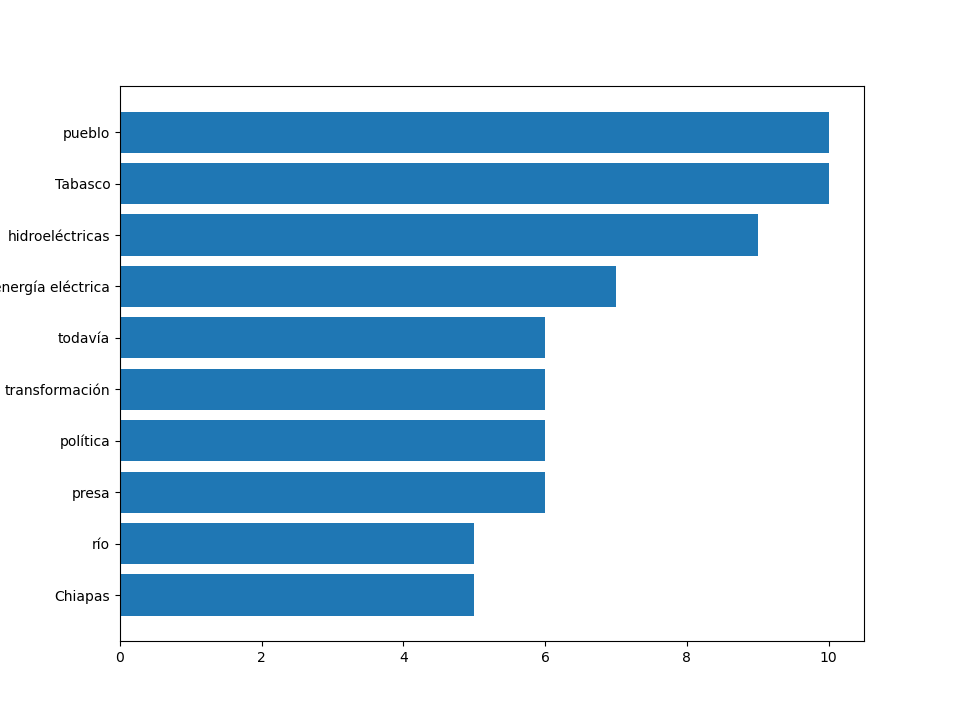 pueblo
Tabasco
hidroeléctricas
energía eléctrica
todavía
transformación
política
presa
río
Chiapas
0 2 4 6 8 10